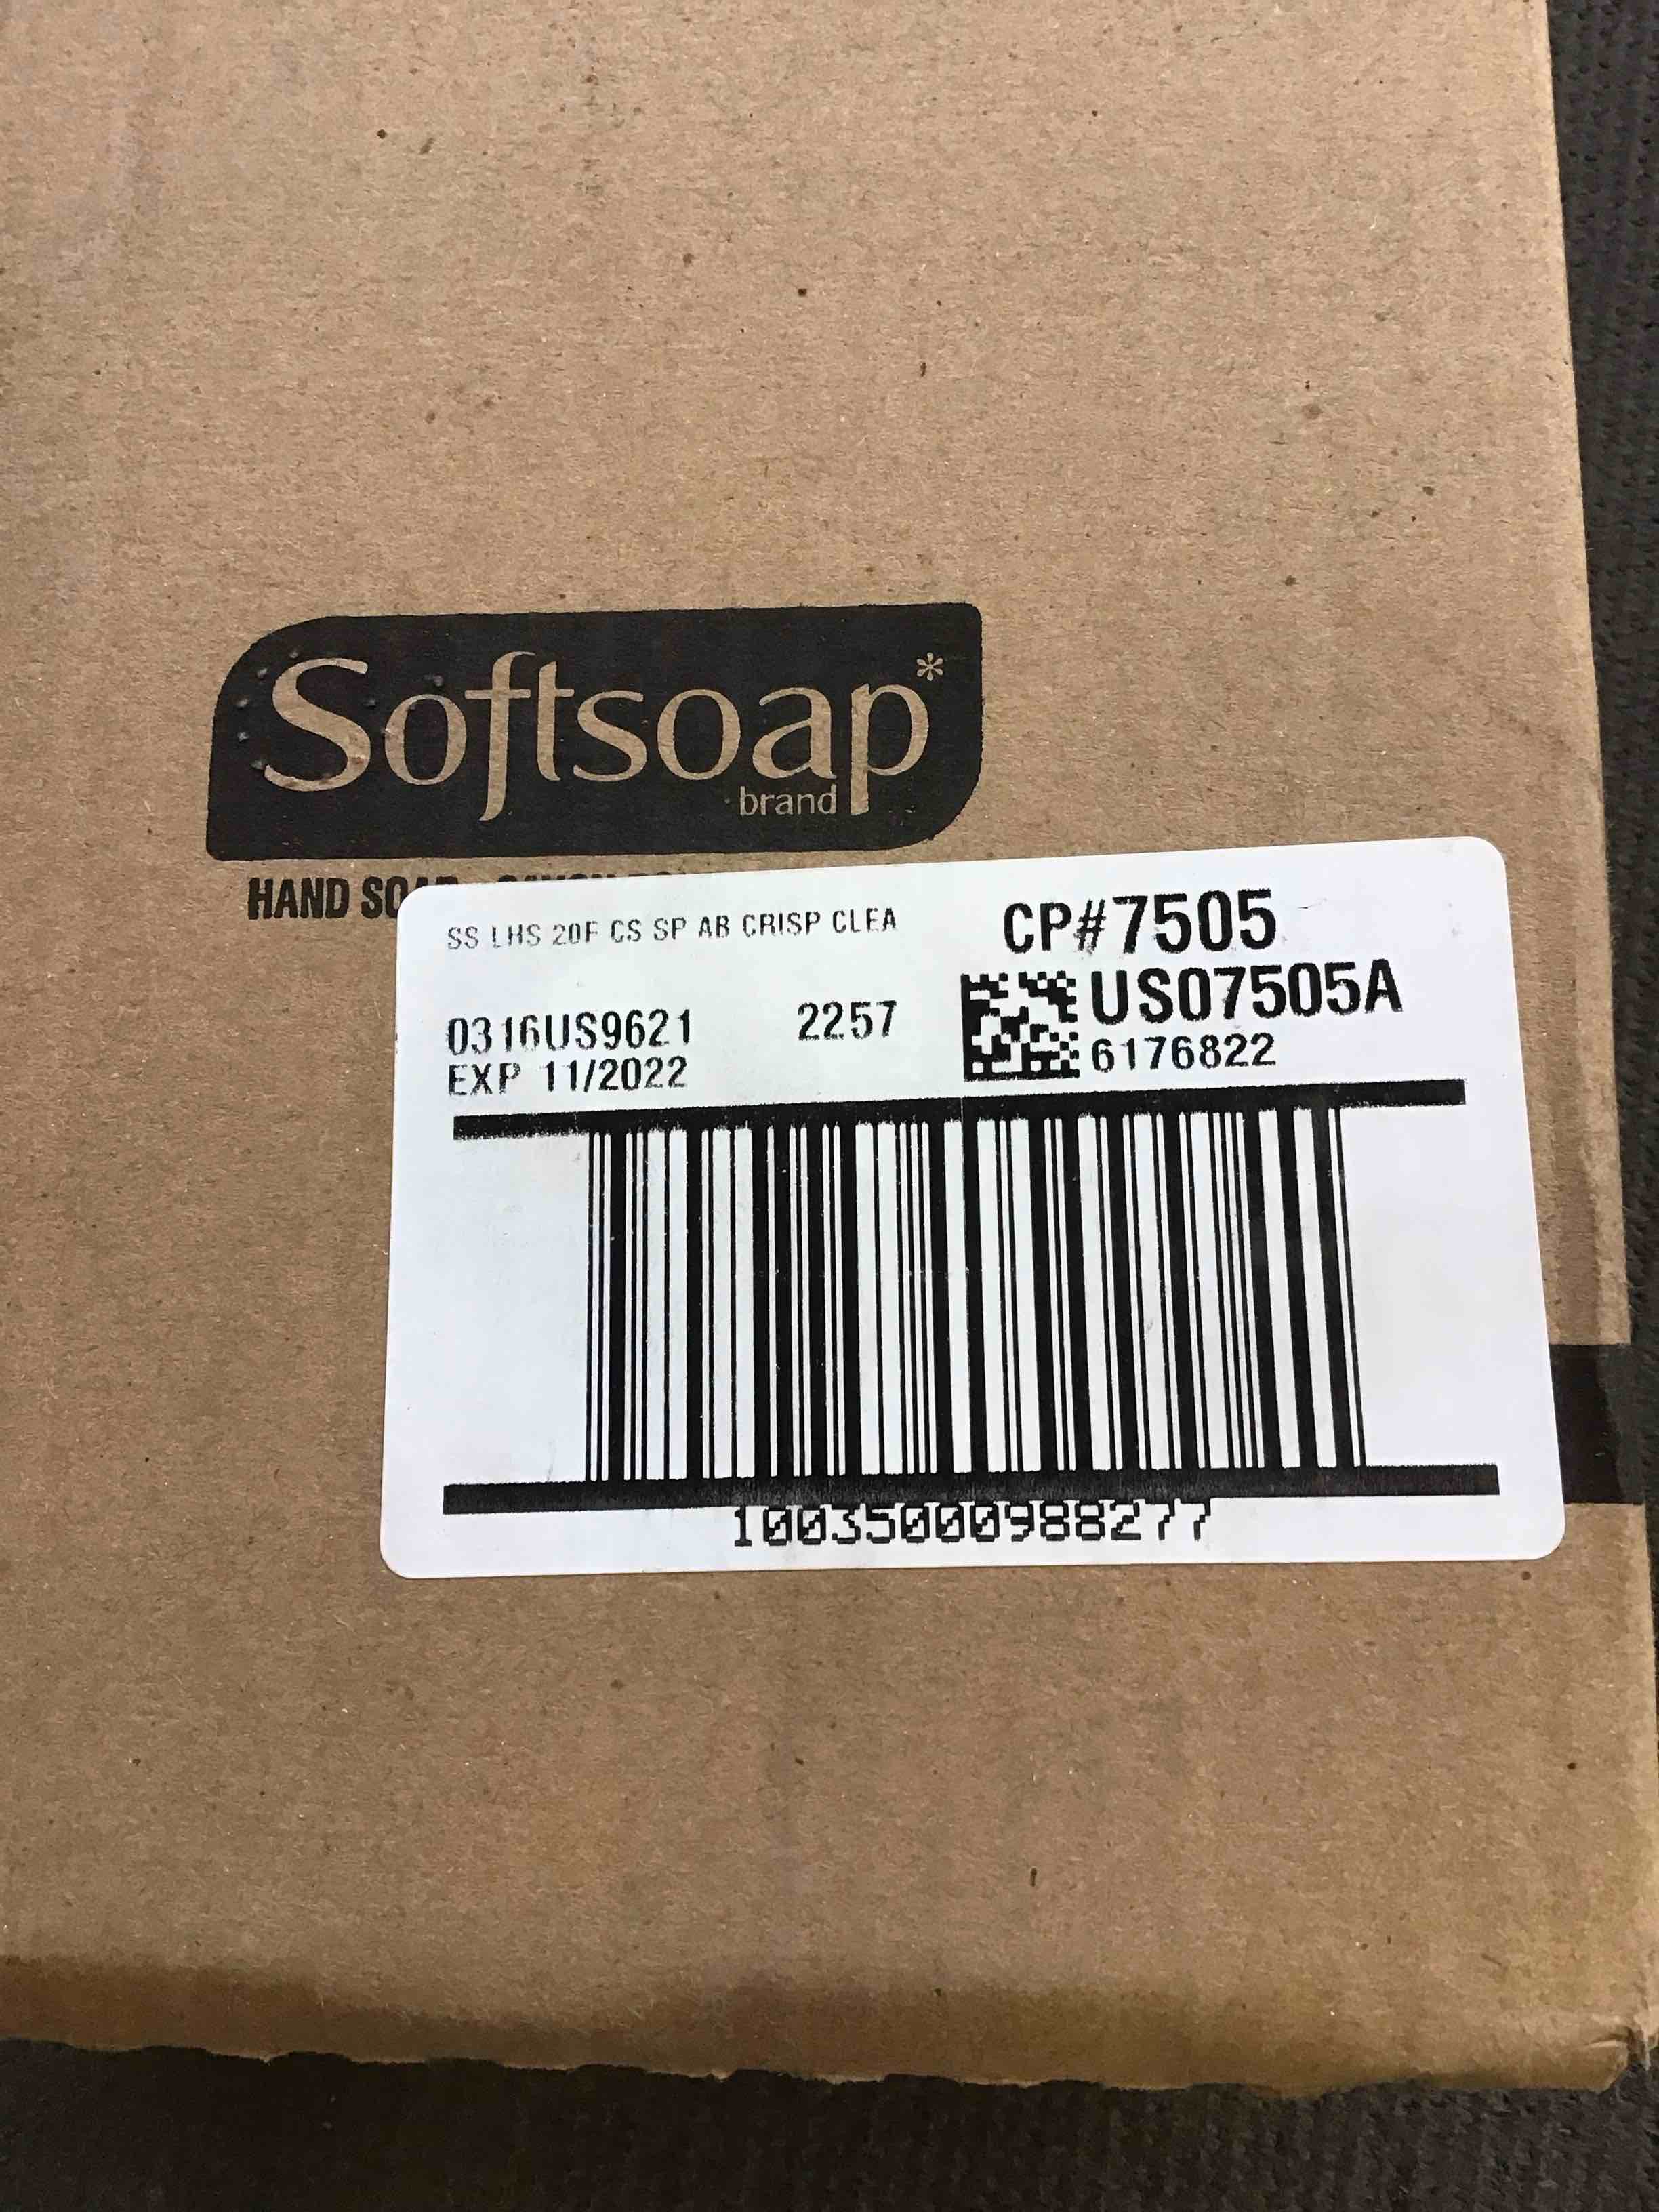 Softsoap*
brand
HAND SOAP
SS LHS 20F CS SP AB CRISP CLEA
CP#7505
US07505A
0316US9621 2257
6176822
EXP 11/2022
10035000988277